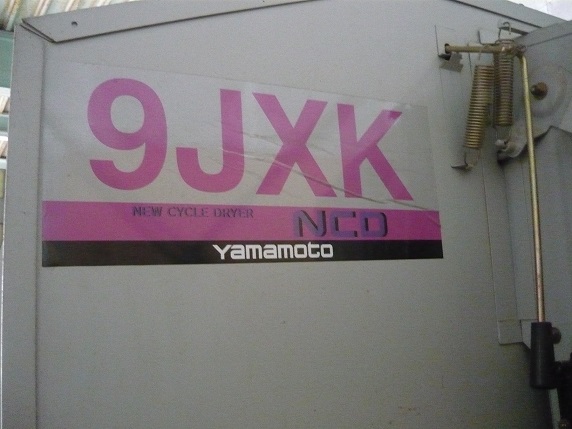 9JXK
NEW CYCLE DRYER NCD
Yamamoto